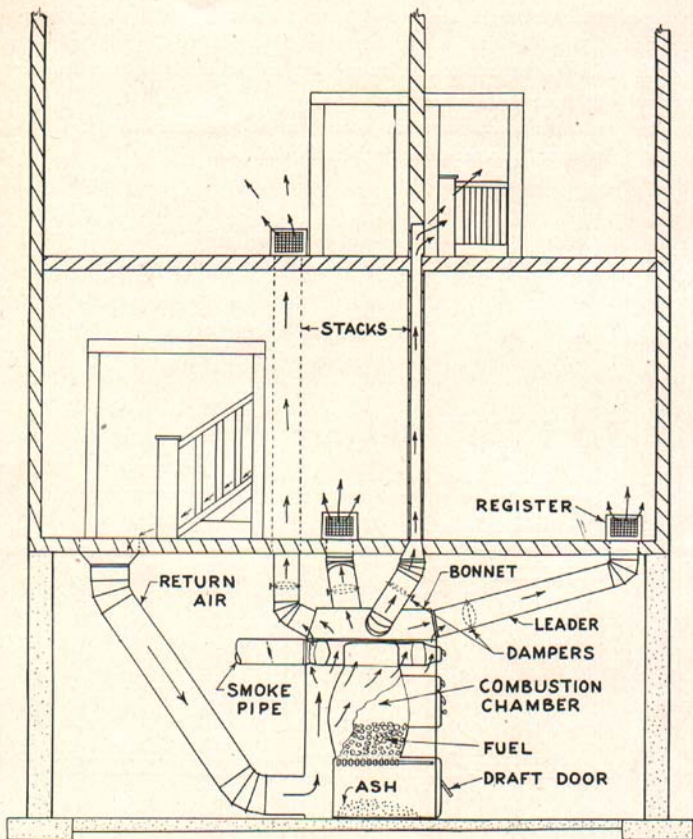 STACKS
REGISTER
RETURN
AIR
BONNET
LEADER
DAMPERS
SMOKE
PIPE
COMBUSTION
CHAMBER
FUEL
DRAFT DOOR
ASH